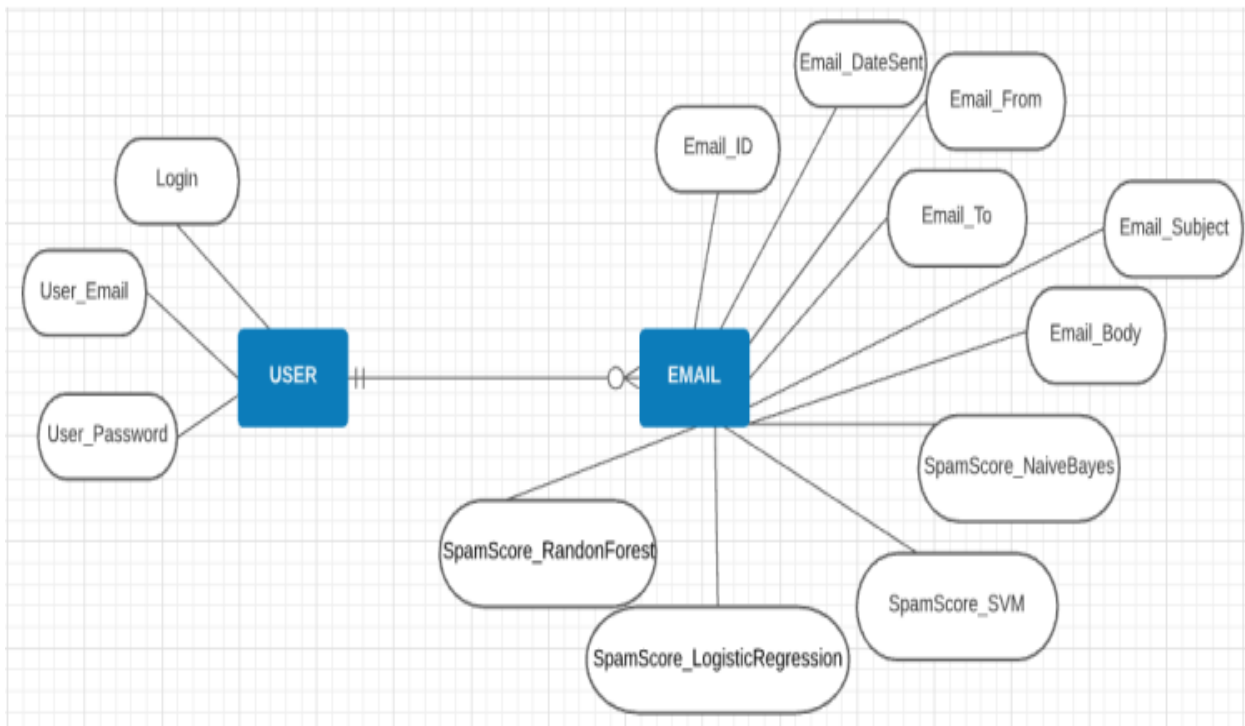 Email_DateSent
Email_From
Email_ID
Login
Email_To
Email_Subject
User_Email
Email_Body
USER
EMAIL
User_Password
SpamScore_NaiveBayes
SpamScore_RandonForest
SpamScore_SVM
SpamScore_LogisticRegression